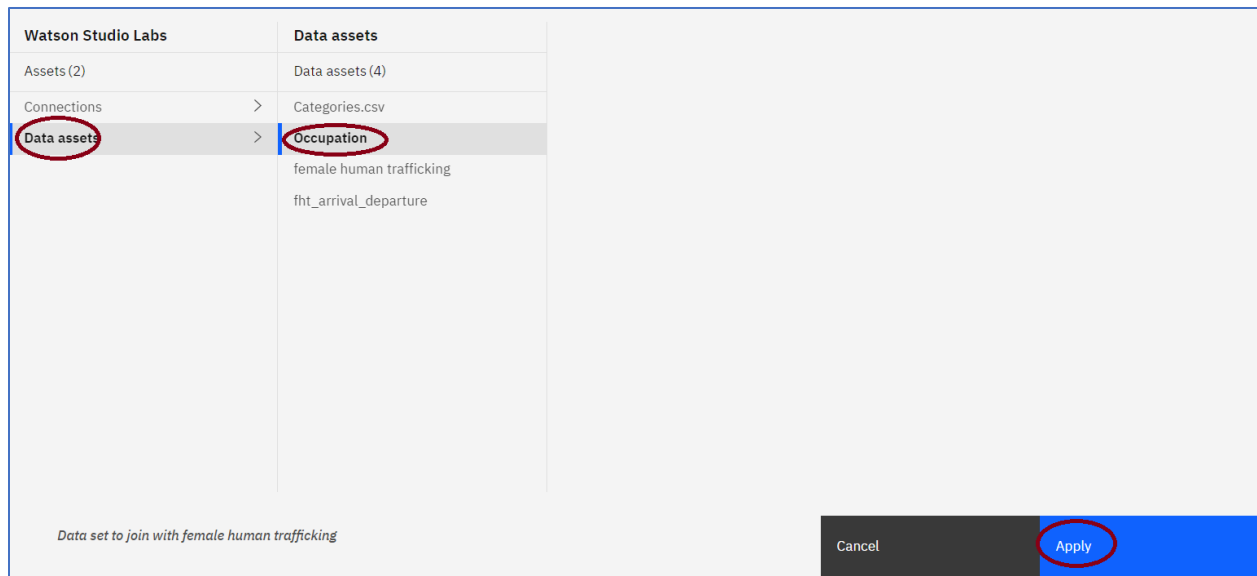 Watson Studio Labs
Assets (2)
Connections
Data assets
Data assets
Data assets (4)
Categories.csv
Occupation
female human trafficking
fht_arrival_departure
Data set to join with female human trafficking
Cancel
Apply